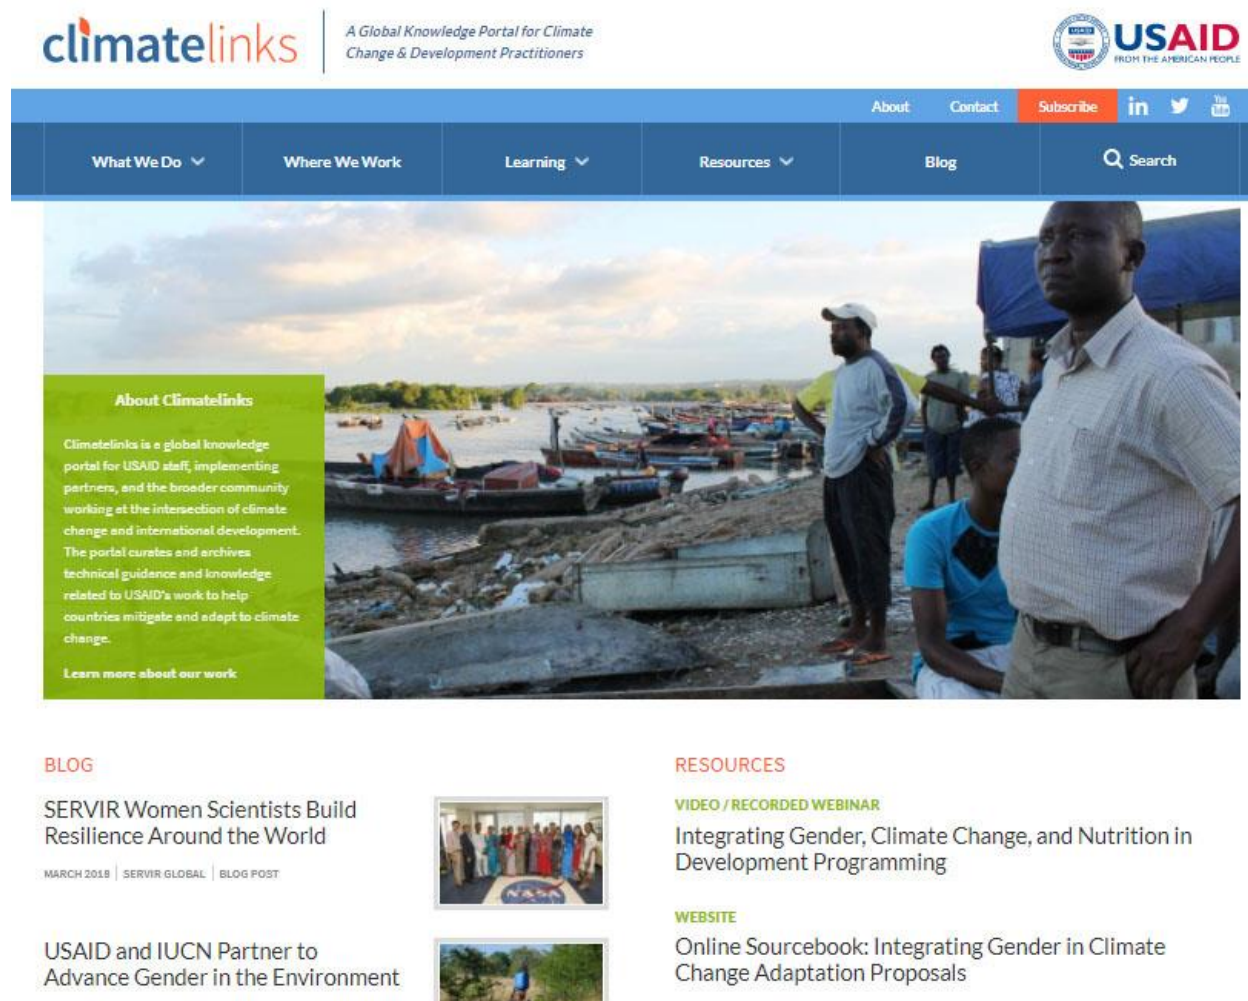 climatelinks
A Global Knowledge Portal for Climate
Change & Development Practitioners
USAID
FROM THE AMERICAN PEOPLE
About
Contact
Subscribe
in
You
Tube
What We Do
Where We Work
Learning
Resources
Blog
Search
About Climatelinks
Climatelinks is a global knowledge
portal for USAID staff, implementing
partners, and the broader community
working at the intersection of climate
change and international development.
The portal curates and archives
technical guidance and knowledge
related to USAID's work to help
countries mitigate and adapt to climate
change.
Learn more about our work
BLOG
SERVIR Women Scientists Build
Resilience Around the World
MARCH 2018 | SERVIR GLOBAL | BLOG POST
NASA
USAID and IUCN Partner to
Advance Gender in the Environment
RESOURCES
VIDEO / RECORDED WEBINAR
Integrating Gender, Climate Change, and Nutrition in
Development Programming
WEBSITE
Online Sourcebook: Integrating Gender in Climate
Change Adaptation Proposals